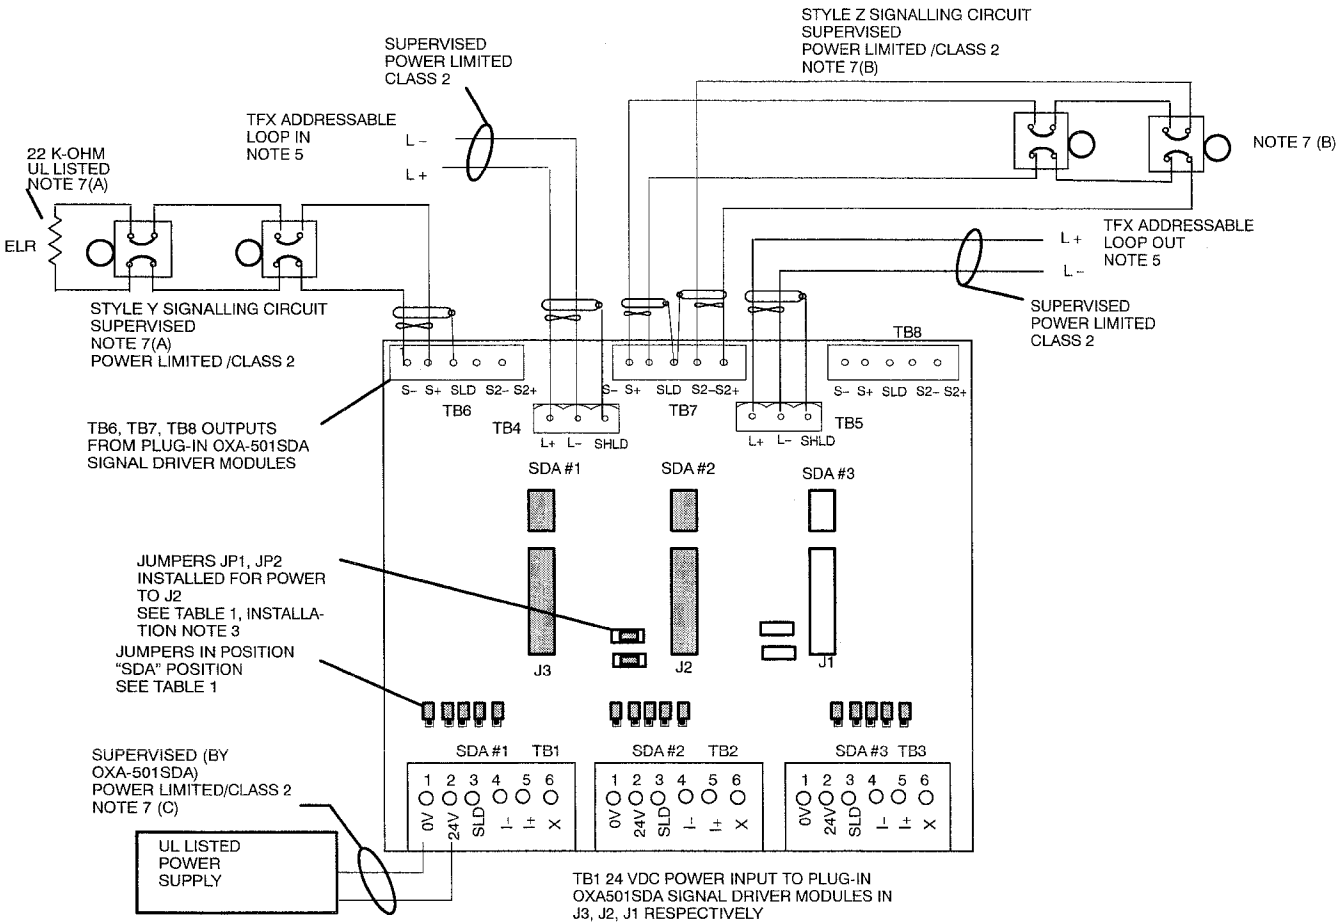 STYLE Z SIGNALLING CIRCUIT
SUPERVISED
POWER LIMITED /CLASS 2
NOTE 7(B)
SUPERVISED
POWER LIMITED
CLASS 2
TFX ADDRESSABLE
LOOP IN
NOTE 5
L -
L +
22 K-OHM
UL LISTED
NOTE 7(A)
ELR
NOTE 7 (B)
TFX ADDRESSABLE
LOOP OUT
NOTE 5
L +
L -
SUPERVISED
POWER LIMITED
CLASS 2
STYLE Y SIGNALLING CIRCUIT
SUPERVISED
NOTE 7(A)
POWER LIMITED /CLASS 2
TB8
S- S+ SLD S2- S2+
TB6
S- S+ SLD S2- S2+
TB7
S- S+ SLD S2- S2+
TB4
L+ L- SHLD
TB5
L+ L- SHLD
TB6, TB7, TB8 OUTPUTS
FROM PLUG-IN OXA-501SDA
SIGNAL DRIVER MODULES
SDA #1
SDA #2
SDA #3
JUMPERS JP1, JP2
INSTALLED FOR POWER
TO J2
SEE TABLE 1, INSTALLA-
TION NOTE 3
J3
J2
J1
JUMPERS IN POSITION
"SDA" POSITION
SEE TABLE 1
SUPERVISED (BY
OXA-501SDA)
POWER LIMITED/CLASS 2
NOTE 7 (C)
SDA #1 TB1
1 2 3 4 5 6
0V 24V SLD I- I+ X
SDA #2 TB2
1 2 3 4 5 6
0V 24V SLD I- I+ X
SDA #3 TB3
1 2 3 4 5 6
0V 24V SLD I- I+ X
UL LISTED
POWER
SUPPLY
TB1 24 VDC POWER INPUT TO PLUG-IN
OXA501SDA SIGNAL DRIVER MODULES IN
J3, J2, J1 RESPECTIVELY